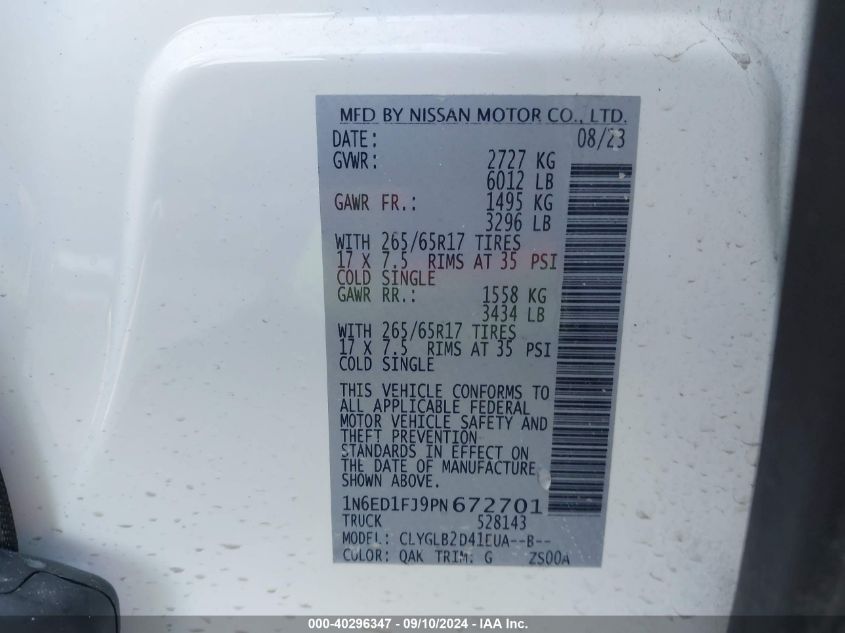 MFD BY NISSAN MOTOR CO., LTD.
DATE: 08/23
GVWR: 2727 KG
6012 LB
GAWR FR.: 1495 KG
3296 LB
WITH 265/65R17 TIRES
17 X 7.5 RIMS AT 35 PSI
COLD SINGLE
GAWR RR.: 1558 KG
3434 LB
WITH 265/65R17 TIRES
17 X 7.5 RIMS AT 35 PSI
COLD SINGLE
THIS VEHICLE CONFORMS TO
ALL APPLICABLE FEDERAL
MOTOR VEHICLE SAFETY AND
THEFT PREVENTION
STANDARDS IN EFFECT ON
THE DATE OF MANUFACTURE
SHOWN ABOVE.
1N6ED1FJ9PN672701
TRUCK 528143
MODEL: CLYGLB2D41EUA--B--
COLOR: QAK TRIM: G ZS00A
000-40296347 - 09/10/2024 - IAA Inc.